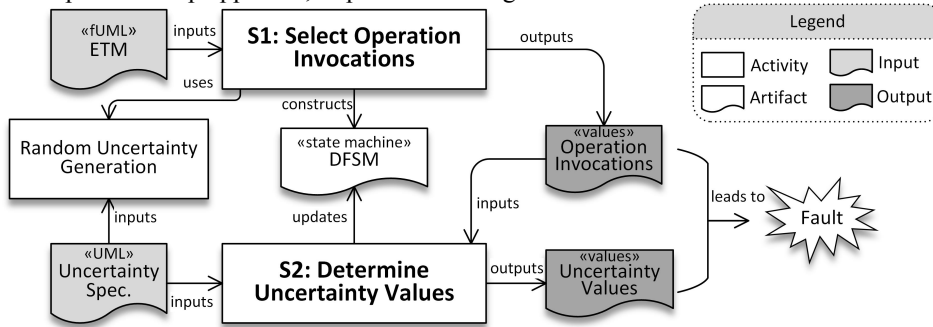 «fUML»
ETM
inputs
S1: Select Operation
Invocations
outputs
Legend
Activity
Input
Artifact
Output
uses
constructs
Random Uncertainty
Generation
«state machine»
DFSM
«values»
Operation
Invocations
leads to
Fault
inputs
updates
inputs
«UML»
Uncertainty
Spec.
inputs
S2: Determine
Uncertainty Values
outputs
«values»
Uncertainty
Values